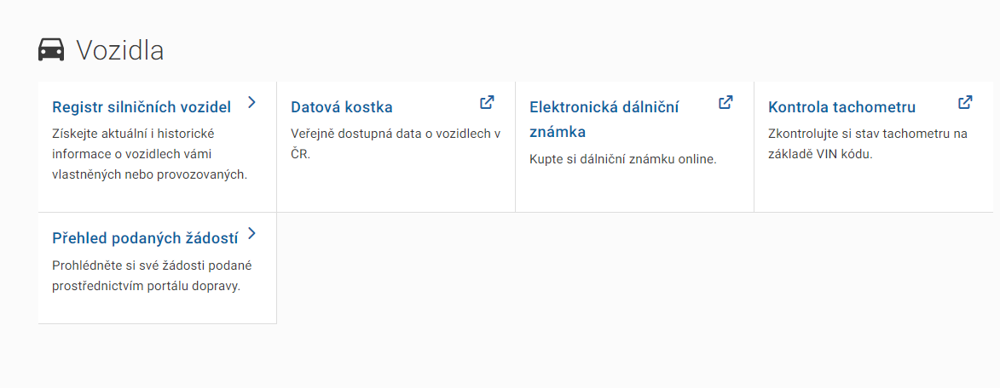 Vozidla
Registr silničních vozidel
Získejte aktuální i historické
informace o vozidlech vámi
vlastněných nebo provozovaných.
Datová kostka
Veřejně dostupná data o vozidlech v
ČR.
Elektronická dálniční
známka
Kupte si dálniční známku online.
Kontrola tachometru
Zkontrolujte si stav tachometru na
základě VIN kódu.
Přehled podaných žádostí
Prohlédněte si své žádosti podané
prostřednictvím portálu dopravy.